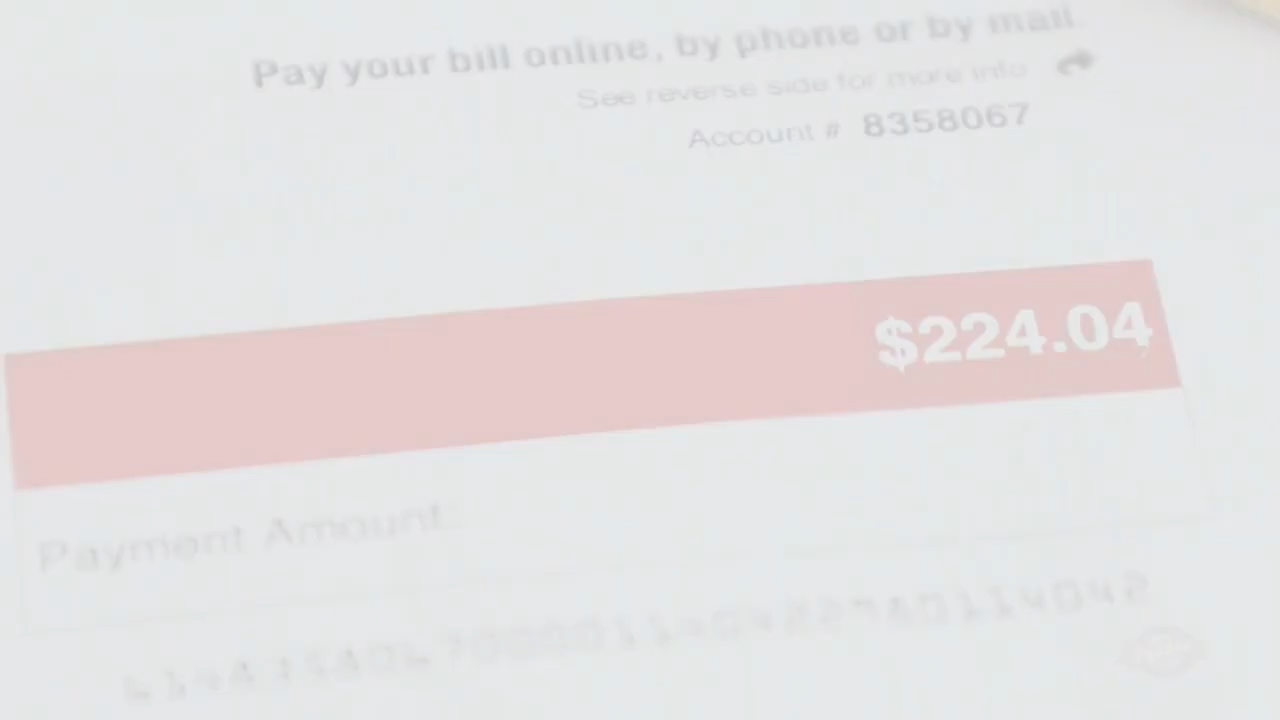 Pay your bill online, by phone or by mail.
See reverse side for more info
Account # 8358067
$224.04
Payment Amount: